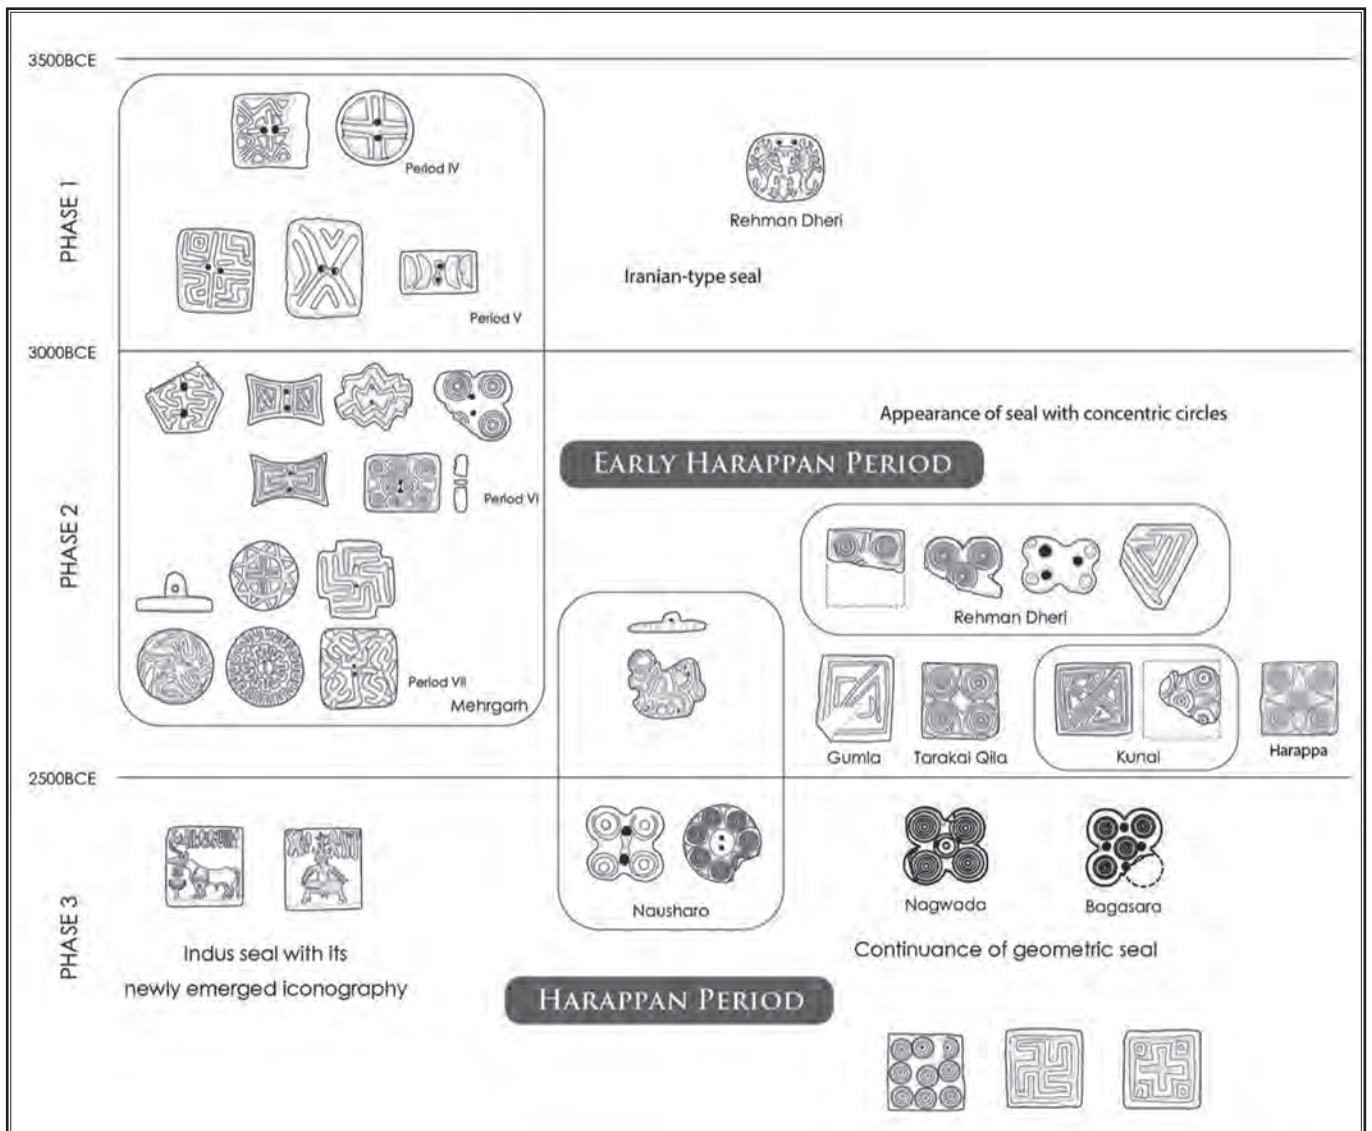 3500BCE
PHASE 1
Period IV
Rehman Dheri
Iranian-type seal
Period V
3000BCE
PHASE 2
Appearance of seal with concentric circles
EARLY HARAPPAN PERIOD
Period VI
Rehman Dheri
Period VII
Mehrgarh
Gumla
Tarakai Qila
Kunal
Harappa
2500BCE
PHASE 3
Nausharo
Nagwada
Bagasara
Indus seal with its
newly emerged iconography
Continuance of geometric seal
HARAPPAN PERIOD